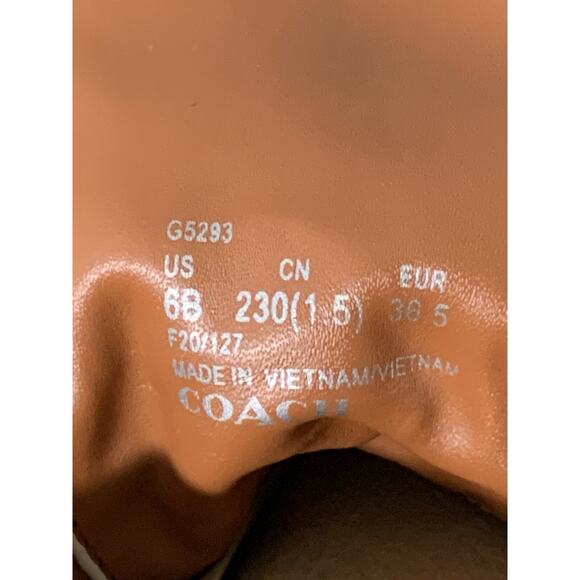 G5293
US CN EUR
6B 230(1.5) 36.5
F20/127
MADE IN VIETNAM/VIETNAM
COACH